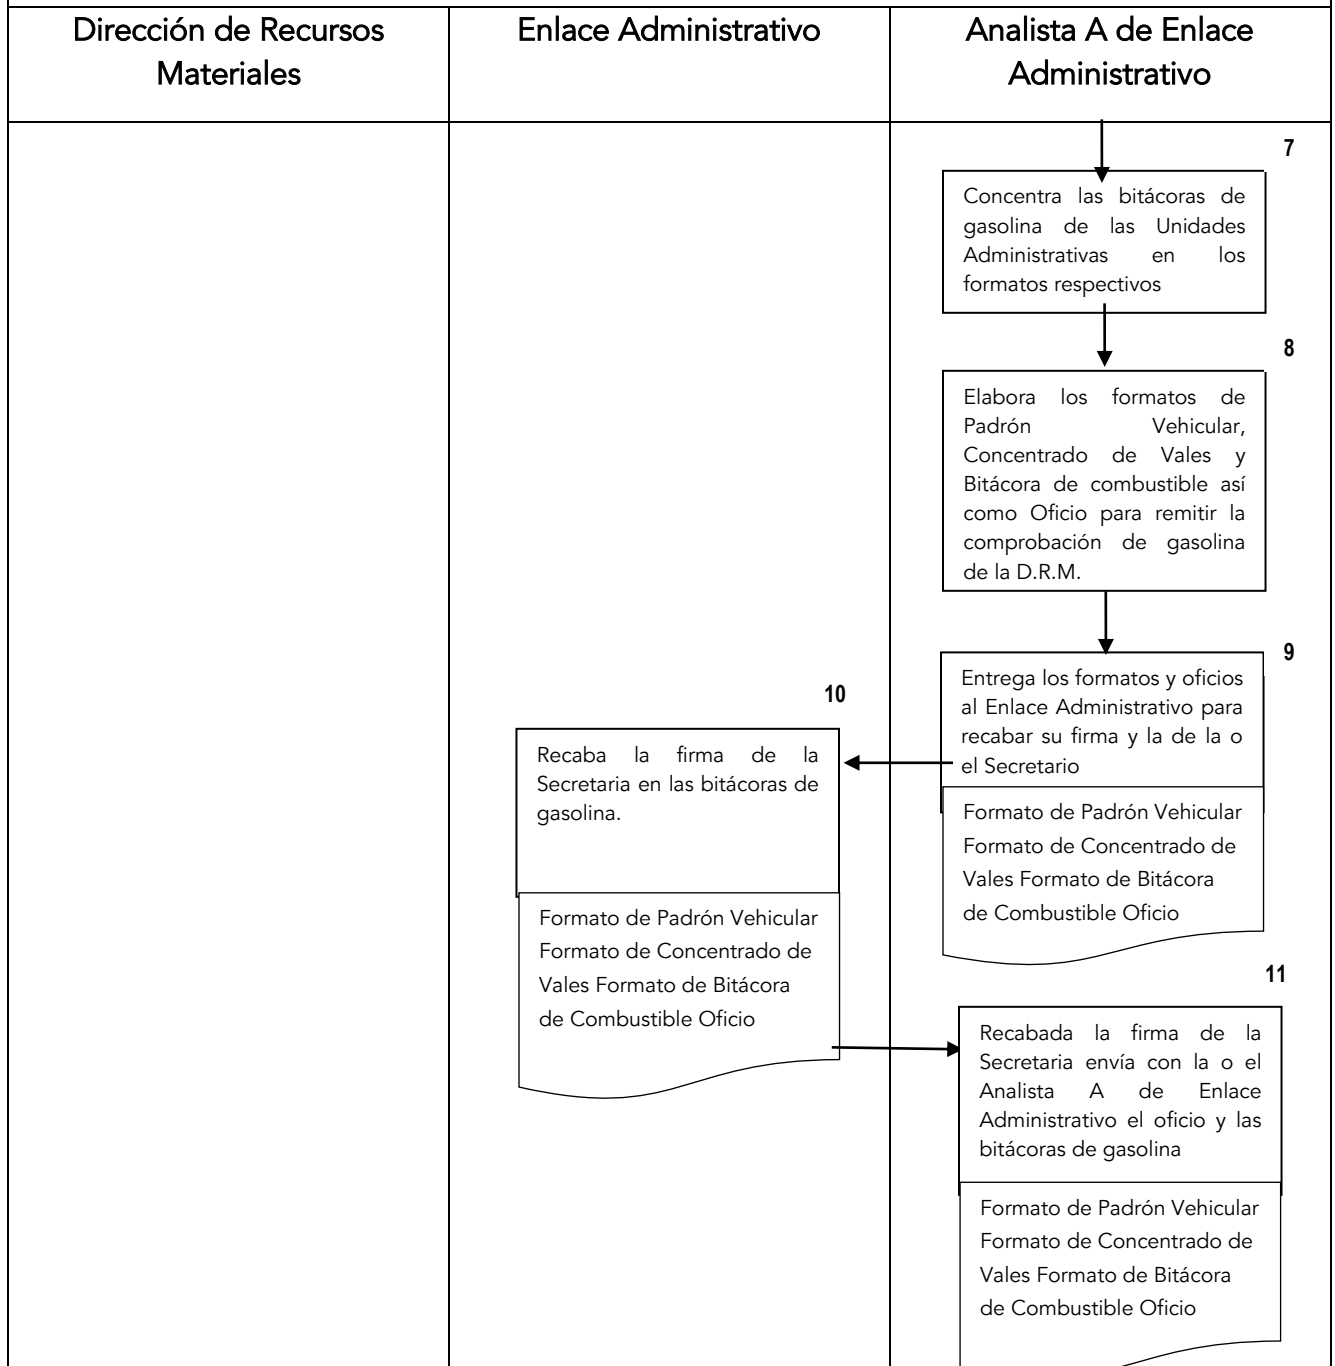 Dirección de Recursos
Materiales
Enlace Administrativo
Analista A de Enlace
Administrativo
7
Concentra las bitácoras de
gasolina de las Unidades
Administrativas en los
formatos respectivos
8
Elabora los formatos de
Padrón Vehicular,
Concentrado de Vales y
Bitácora de combustible así
como Oficio para remitir la
comprobación de gasolina
de la D.R.M.
9
Entrega los formatos y oficios
al Enlace Administrativo para
recabar su firma y la de la o
el Secretario
Formato de Padrón Vehicular
Formato de Concentrado de
Vales Formato de Bitácora
de Combustible Oficio
10
Recaba la firma de la
Secretaria en las bitácoras de
gasolina.
Formato de Padrón Vehicular
Formato de Concentrado de
Vales Formato de Bitácora
de Combustible Oficio
11
Recabada la firma de la
Secretaria envía con la o el
Analista A de Enlace
Administrativo el oficio y las
bitácoras de gasolina
Formato de Padrón Vehicular
Formato de Concentrado de
Vales Formato de Bitácora
de Combustible Oficio